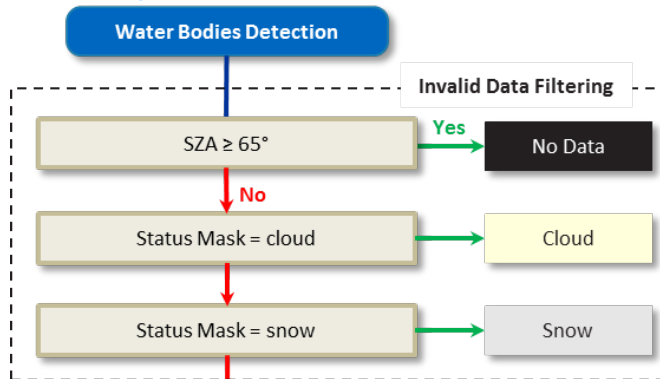 Water Bodies Detection
Invalid Data Filtering
SZA ≥ 65°
Yes
No Data
No
Status Mask = cloud
Cloud
Status Mask = snow
Snow